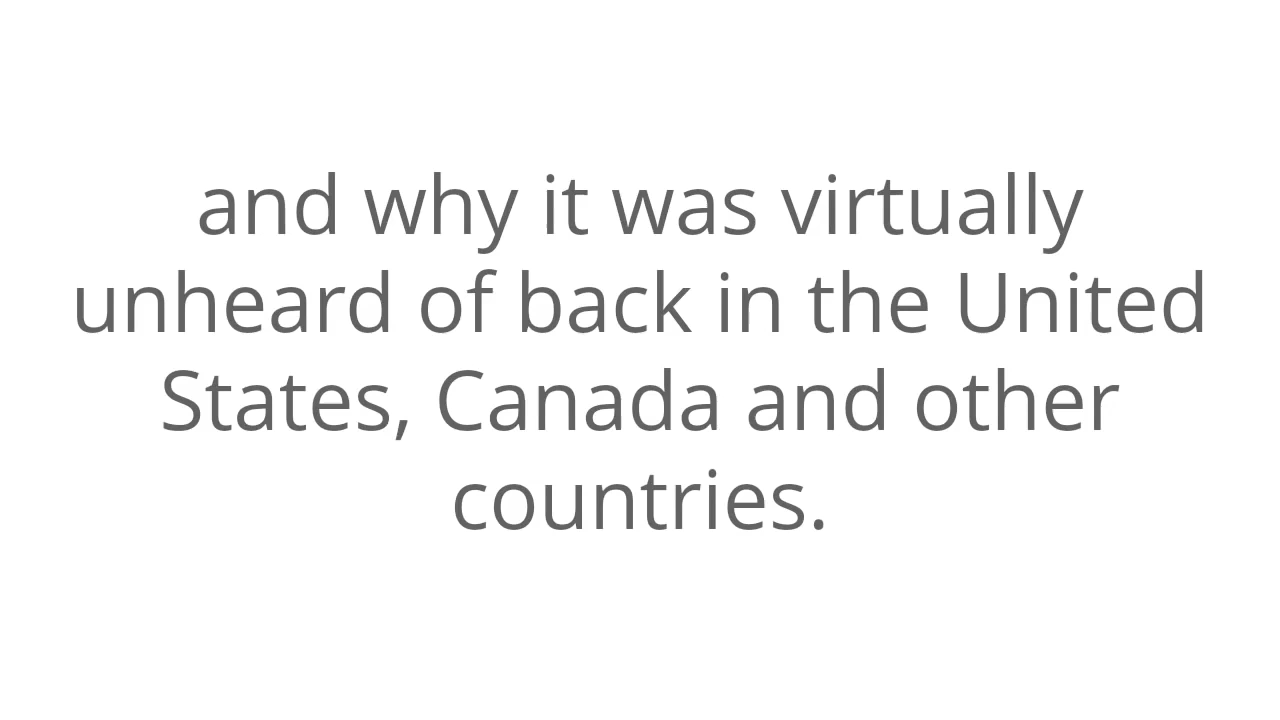 and why it was virtually
unheard of back in the United
States, Canada and other
countries.